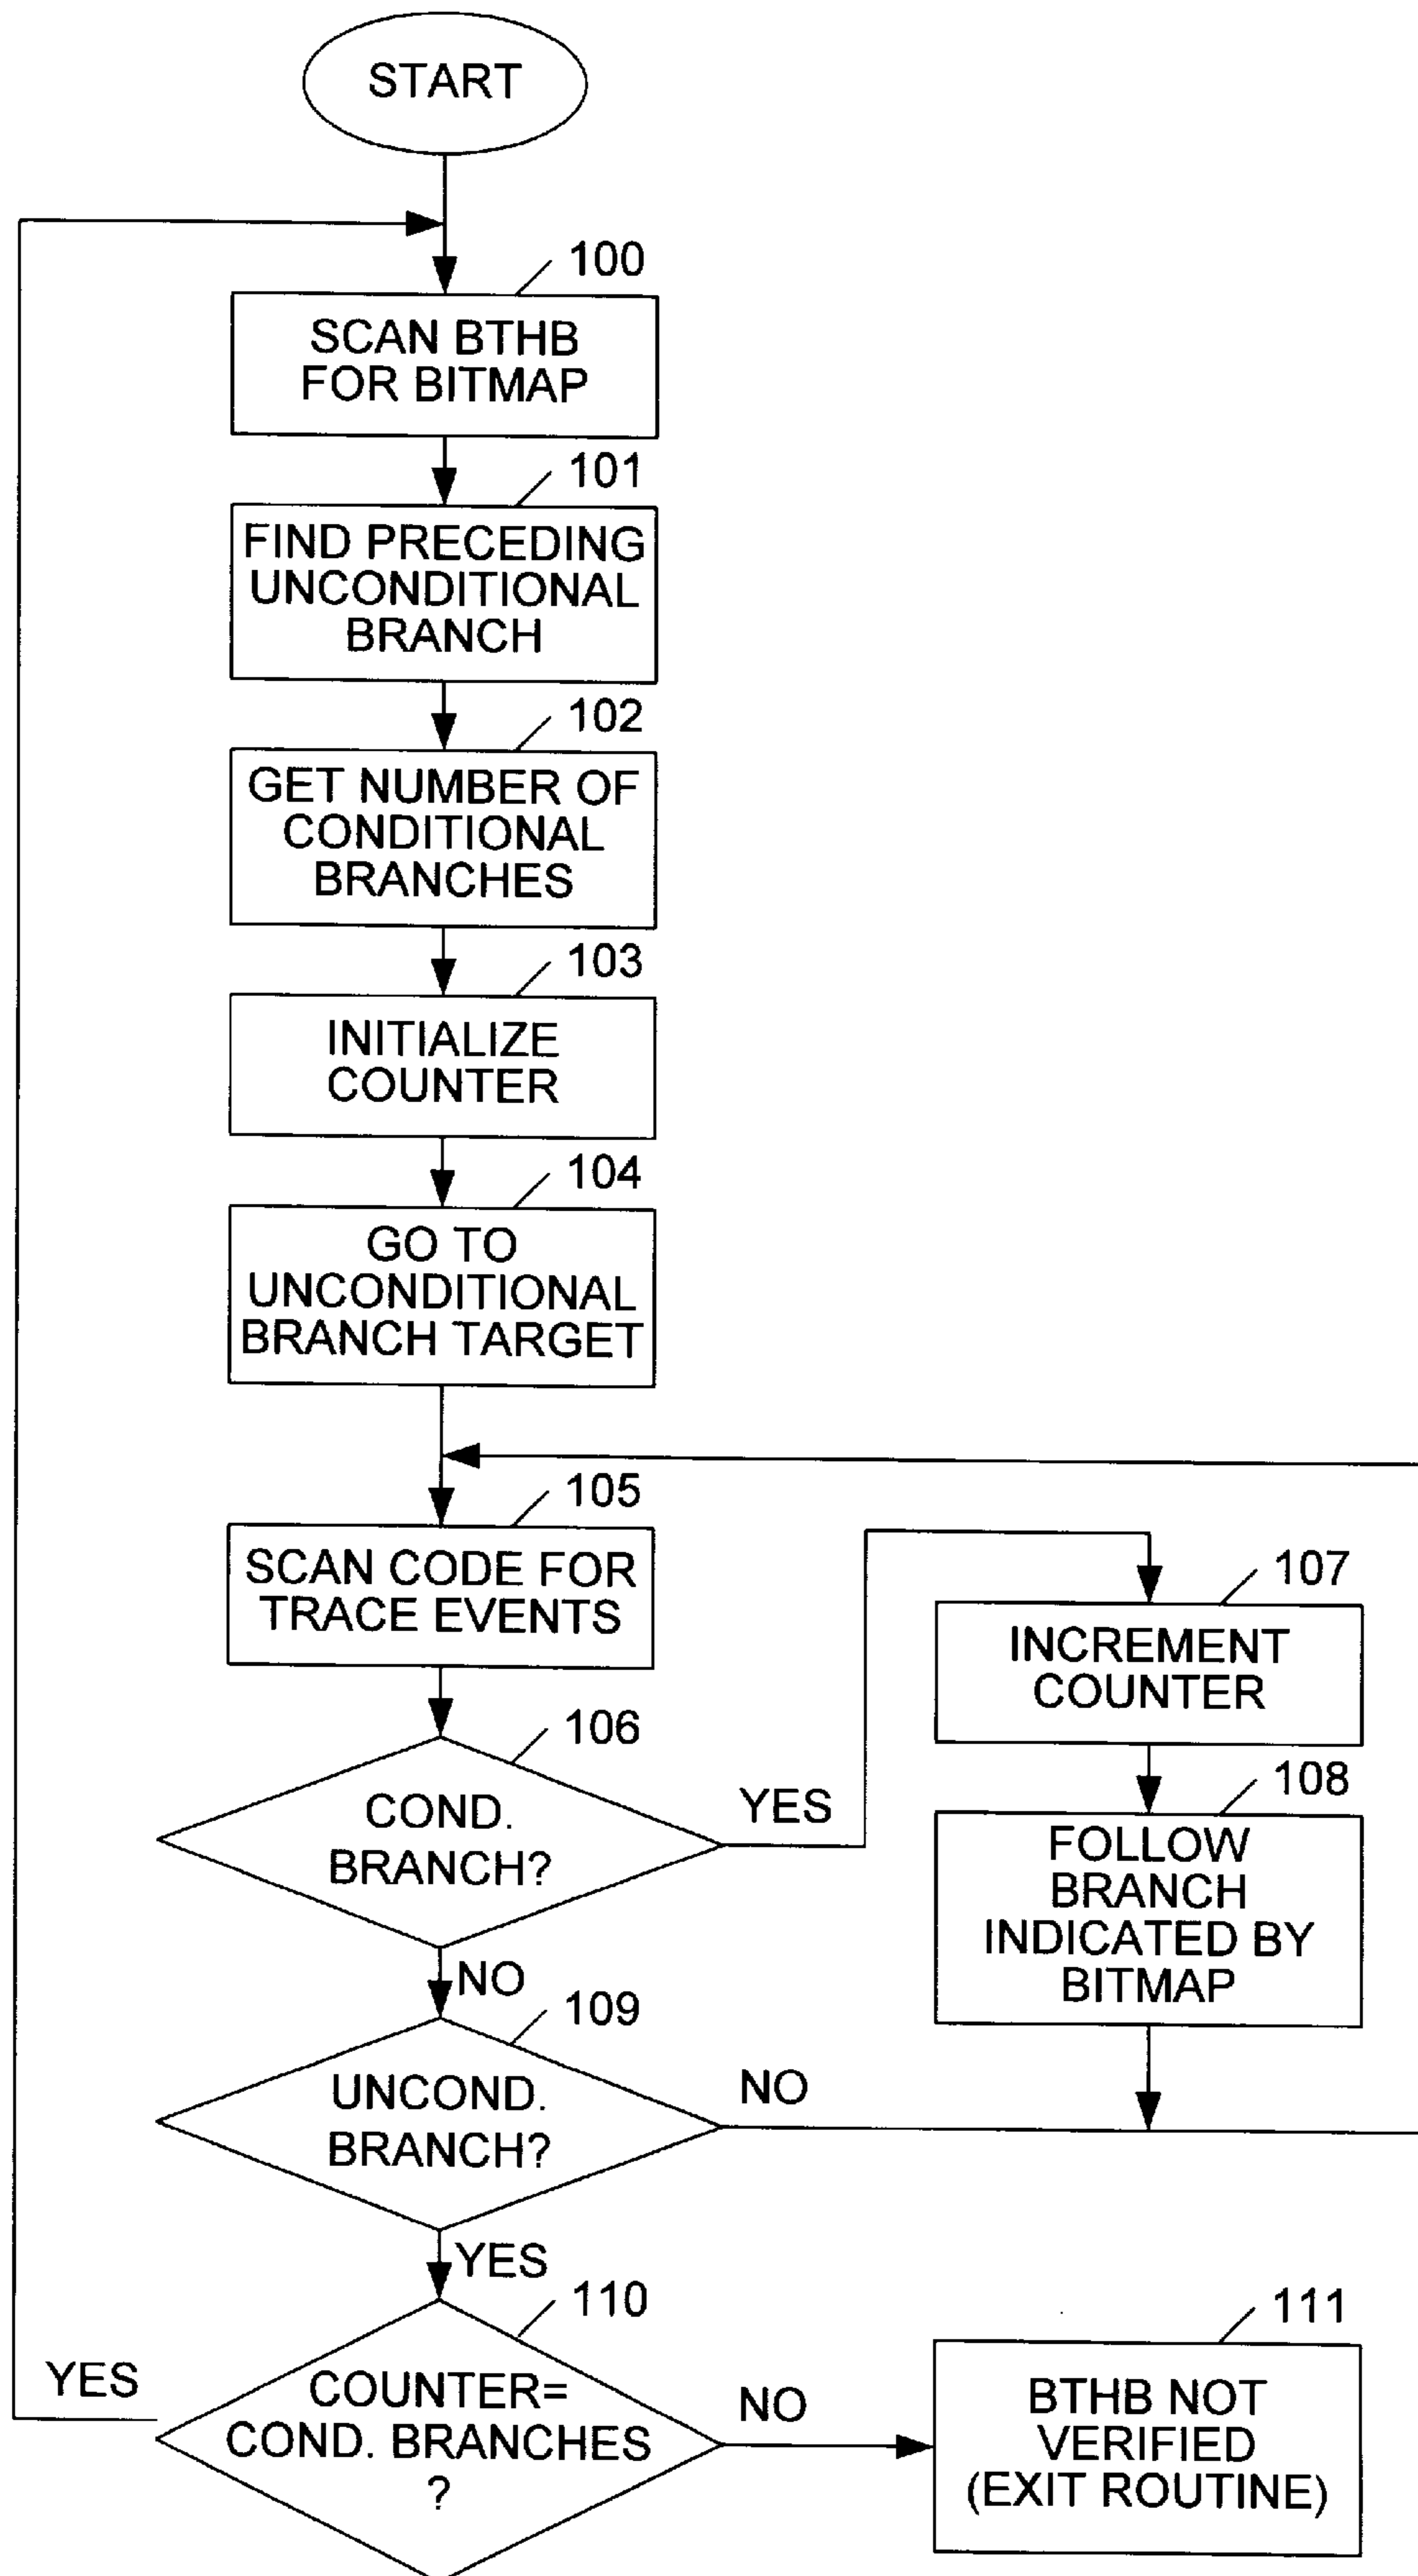 START
100
SCAN BTHB
FOR BITMAP
101
FIND PRECEDING
UNCONDITIONAL
BRANCH
102
GET NUMBER OF
CONDITIONAL
BRANCHES
103
INITIALIZE
COUNTER
104
GO TO
UNCONDITIONAL
BRANCH TARGET
105
SCAN CODE FOR
TRACE EVENTS
106
COND.
BRANCH?
YES
107
INCREMENT
COUNTER
108
FOLLOW
BRANCH
INDICATED BY
BITMAP
NO
109
UNCOND.
BRANCH?
NO
YES
110
COUNTER=
COND. BRANCHES
?
YES
NO
111
BTHB NOT
VERIFIED
(EXIT ROUTINE)